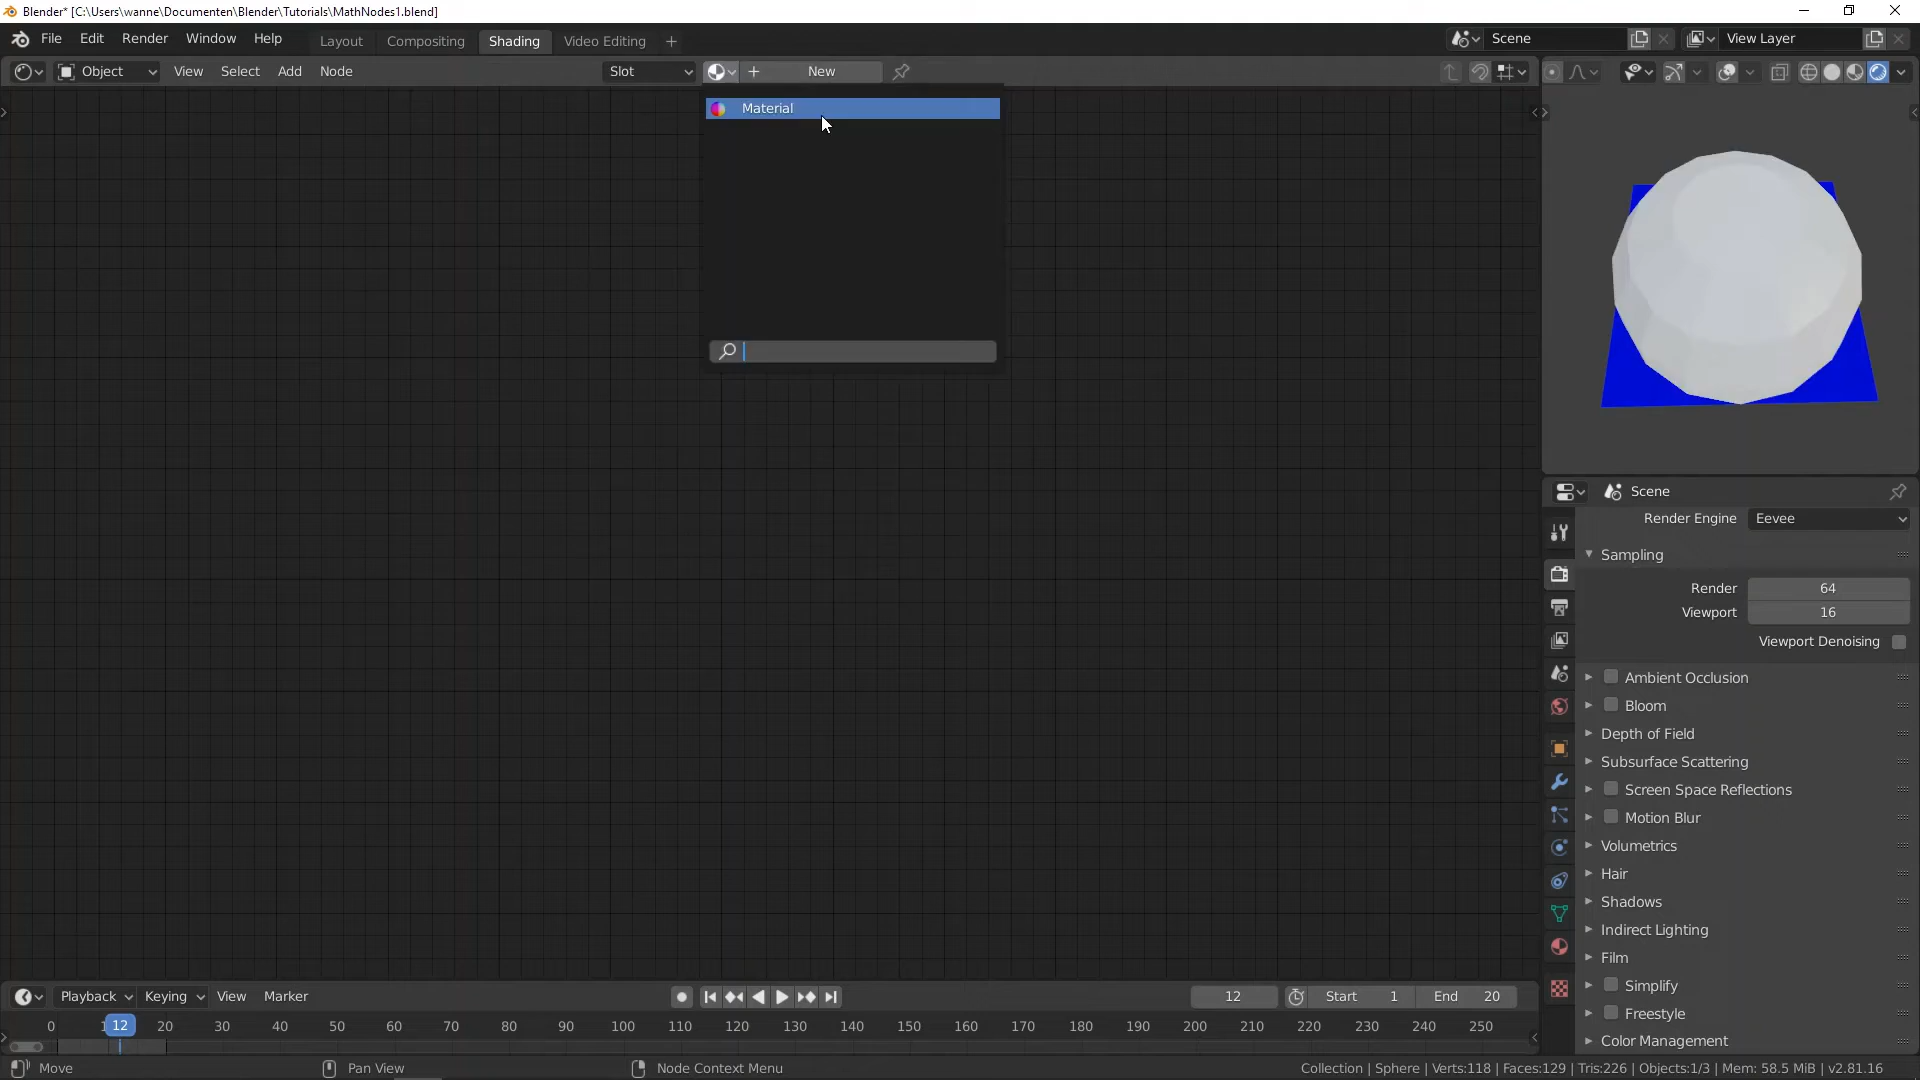 Blender* [C:\Users\wanne\Documenten\Blender\Tutorials\MathNodes1.blend]
File Edit Render Window Help Layout Compositing Shading Video Editing + Scene View Layer
Object View Select Add Node Slot New
Material
Scene
Render Engine Eevee
Sampling
Render 64
Viewport 16
Viewport Denoising
Ambient Occlusion
Bloom
Depth of Field
Subsurface Scattering
Screen Space Reflections
Motion Blur
Volumetrics
Hair
Shadows
Indirect Lighting
Film
Simplify
Freestyle
Color Management
Playback Keying View Marker 12 Start 1 End 20
0 12 20 30 40 50 60 70 80 90 100 110 120 130 140 150 160 170 180 190 200 210 220 230 240 250
Move Pan View Node Context Menu Collection | Sphere | Verts:118 | Faces:129 | Tris:226 | Objects:1/3 | Mem: 58.5 MiB | v2.81.16